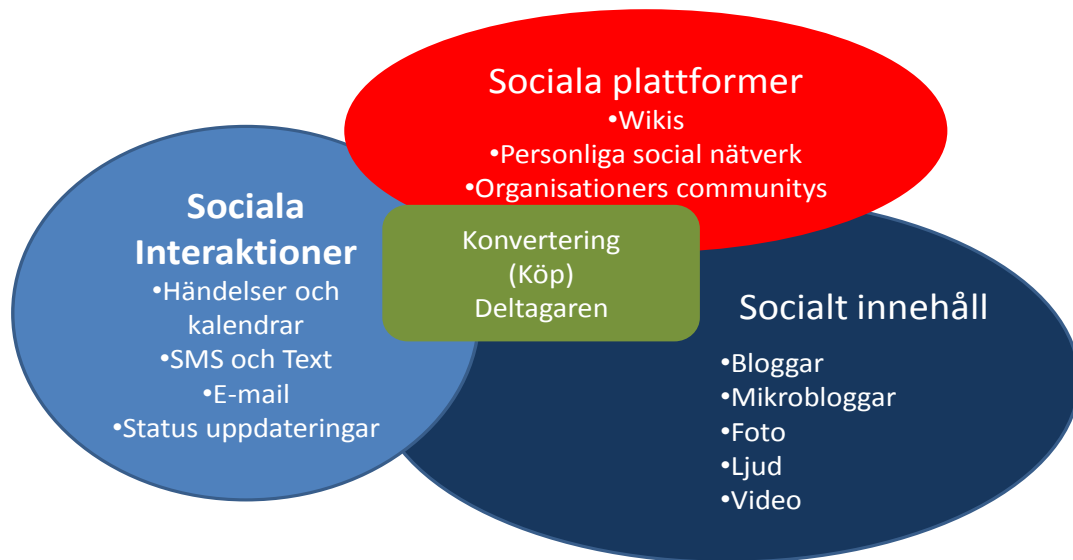 Sociala plattformer
•Wikis
•Personliga social nätverk
•Organisationers communitys
Sociala
Interaktioner
•Händelser och
kalendrar
•SMS och Text
•E-mail
•Status uppdateringar
Konvertering
(Köp)
Deltagaren
Socialt innehåll
•Bloggar
•Mikrobloggar
•Foto
•Ljud
•Video